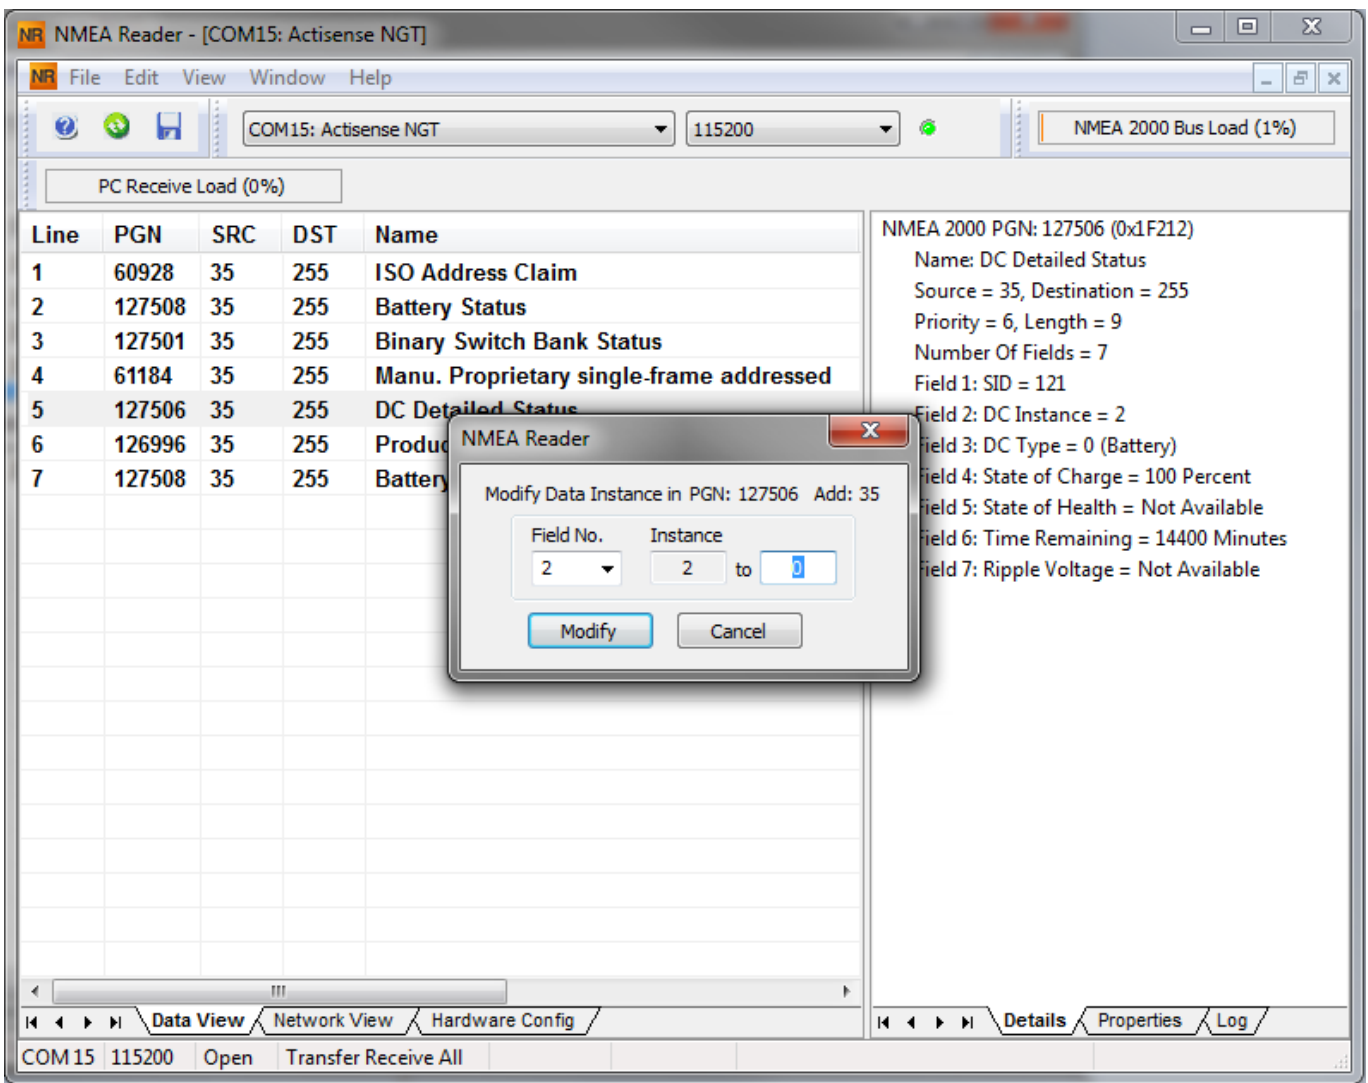 NR NMEA Reader - [COM15: Actisense NGT]
NR File Edit View Window Help
COM15: Actisense NGT 115200 NMEA 2000 Bus Load (1%)
PC Receive Load (0%)
Line PGN SRC DST Name
1 60928 35 255 ISO Address Claim
2 127508 35 255 Battery Status
3 127501 35 255 Binary Switch Bank Status
4 61184 35 255 Manu. Proprietary single-frame addressed
5 127506 35 255 DC Detailed Status
6 126996 35 255 Produc
7 127508 35 255 Battery
NMEA Reader
Modify Data Instance in PGN: 127506 Add: 35
Field No. Instance
2 2 to 0
Modify Cancel
NMEA 2000 PGN: 127506 (0x1F212)
Name: DC Detailed Status
Source = 35, Destination = 255
Priority = 6, Length = 9
Number Of Fields = 7
Field 1: SID = 121
Field 2: DC Instance = 2
Field 3: DC Type = 0 (Battery)
Field 4: State of Charge = 100 Percent
Field 5: State of Health = Not Available
Field 6: Time Remaining = 14400 Minutes
Field 7: Ripple Voltage = Not Available
Data View Network View Hardware Config
Details Properties Log
COM 15 115200 Open Transfer Receive All